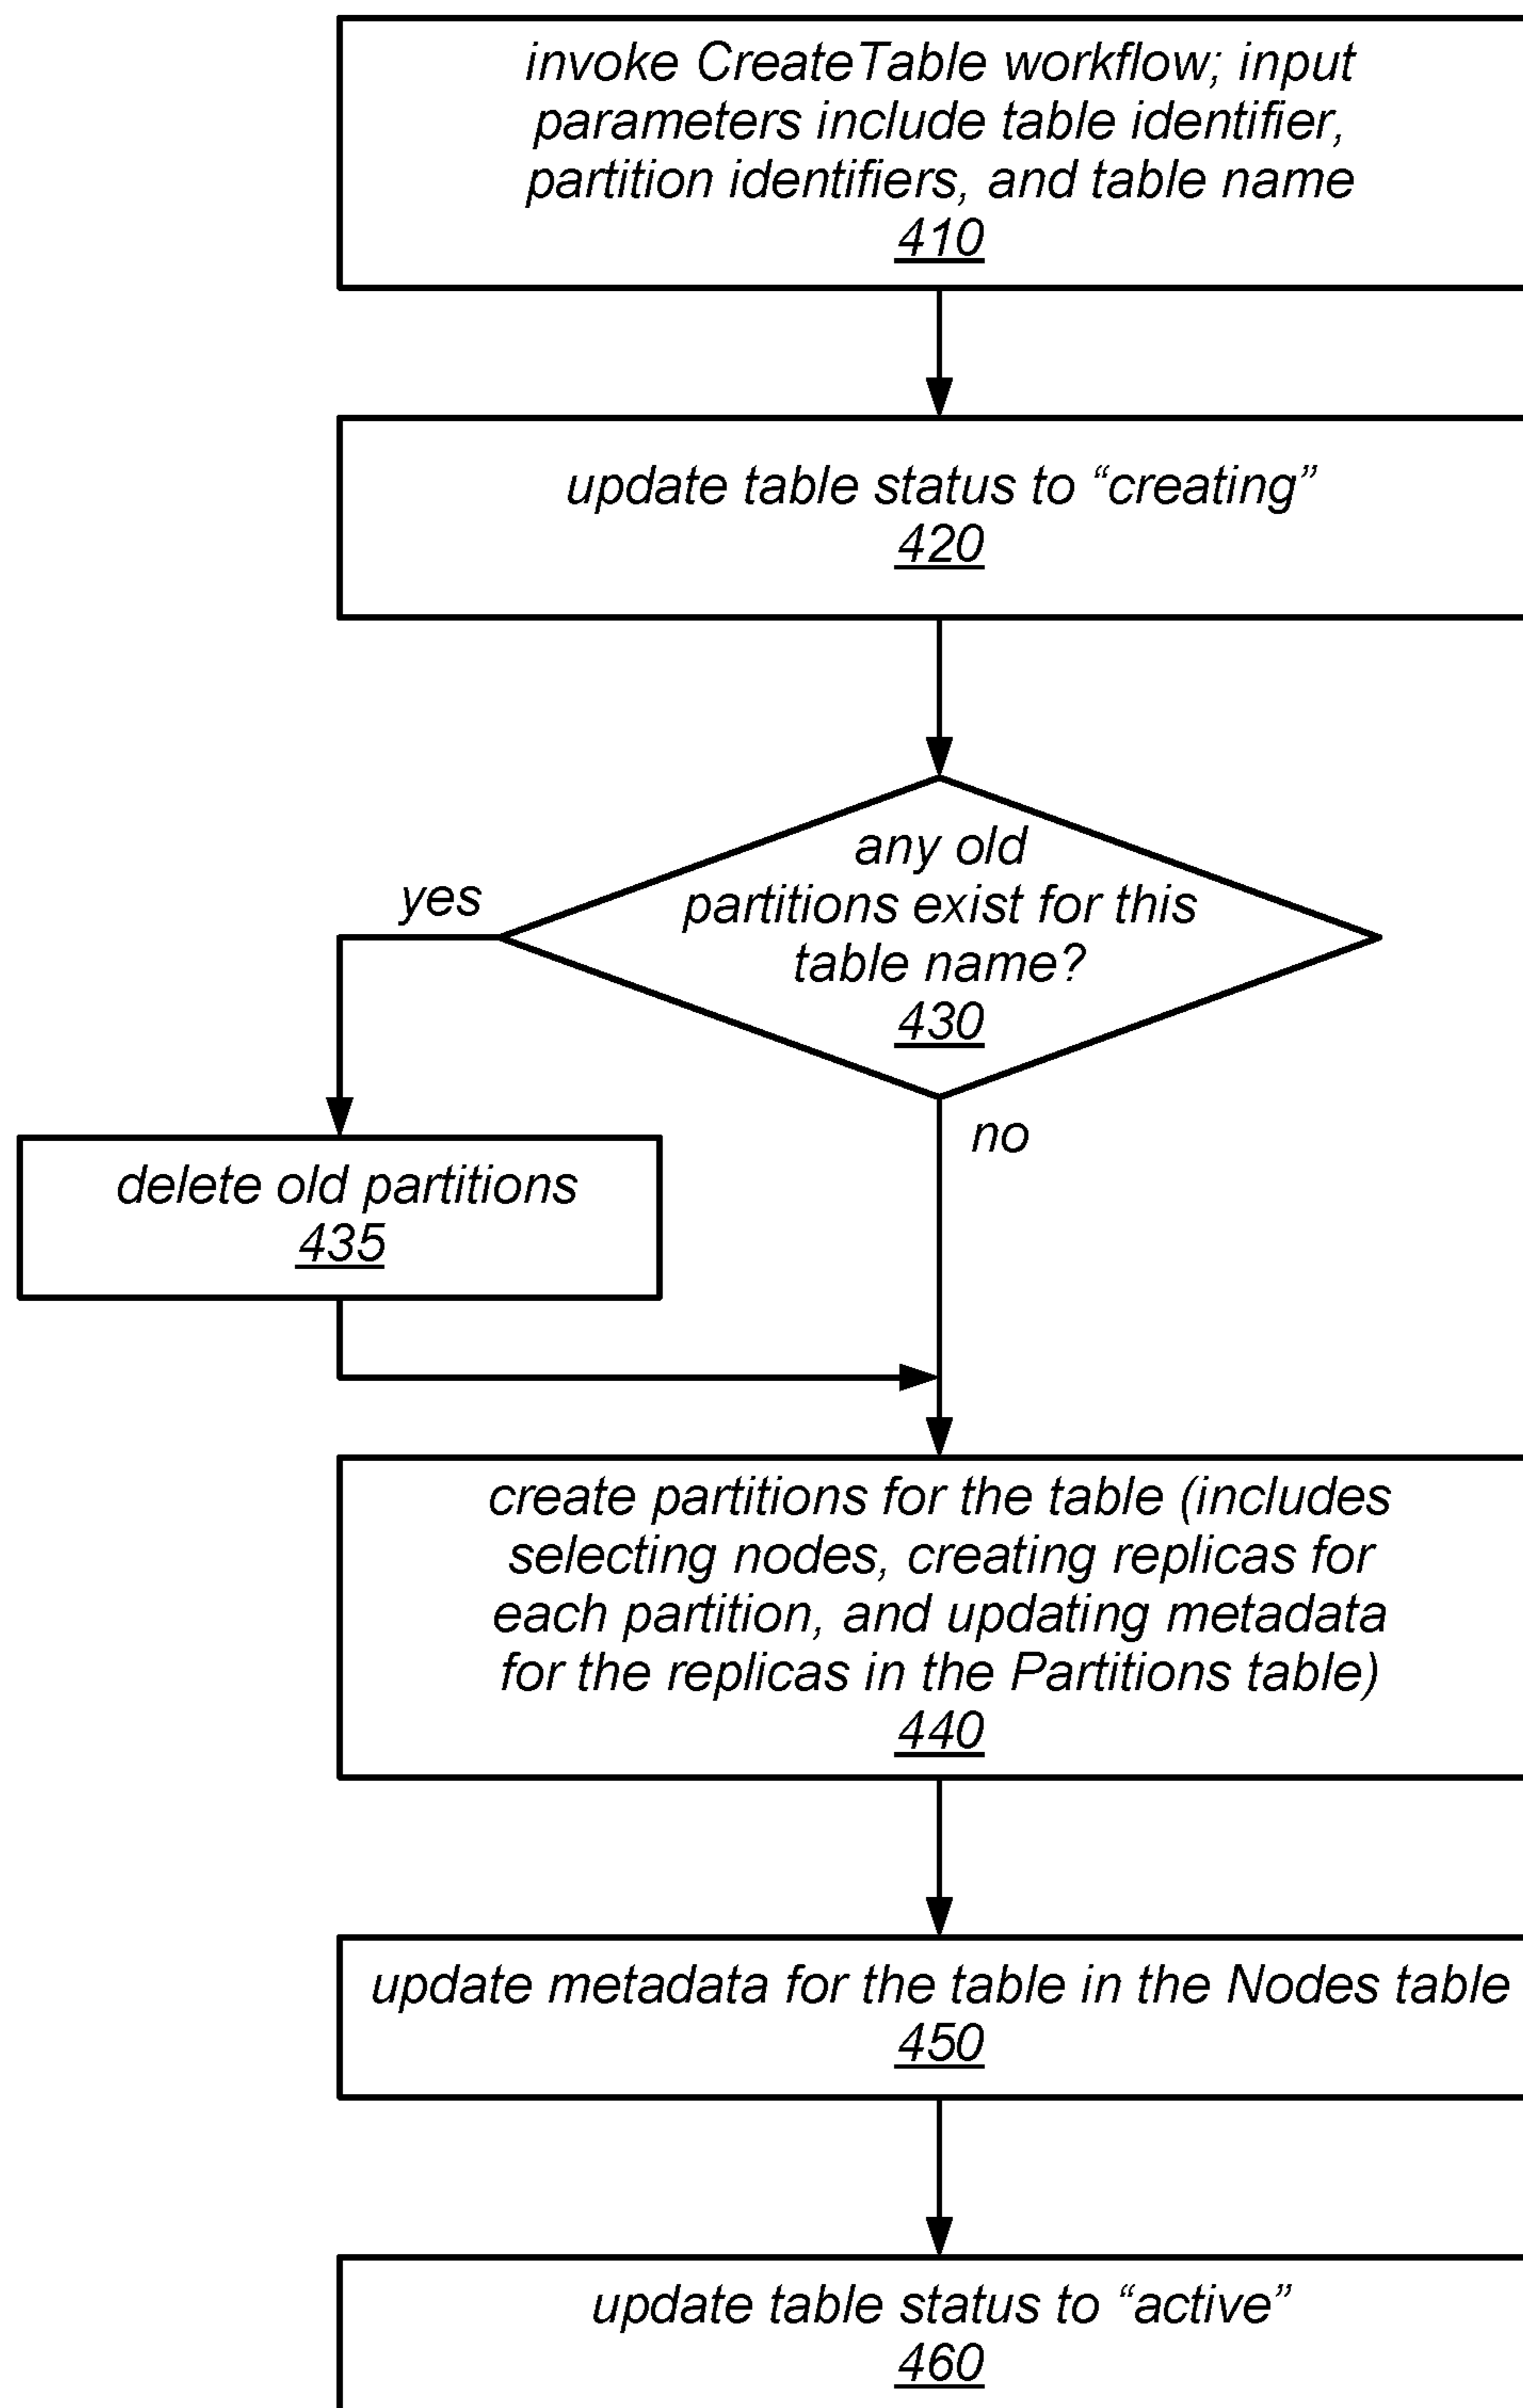 invoke CreateTable workflow; input
parameters include table identifier,
partition identifiers, and table name
410
update table status to “creating”
420
any old
partitions exist for this
table name?
430
yes
no
delete old partitions
435
create partitions for the table (includes
selecting nodes, creating replicas for
each partition, and updating metadata
for the replicas in the Partitions table)
440
update metadata for the table in the Nodes table
450
update table status to “active”
460